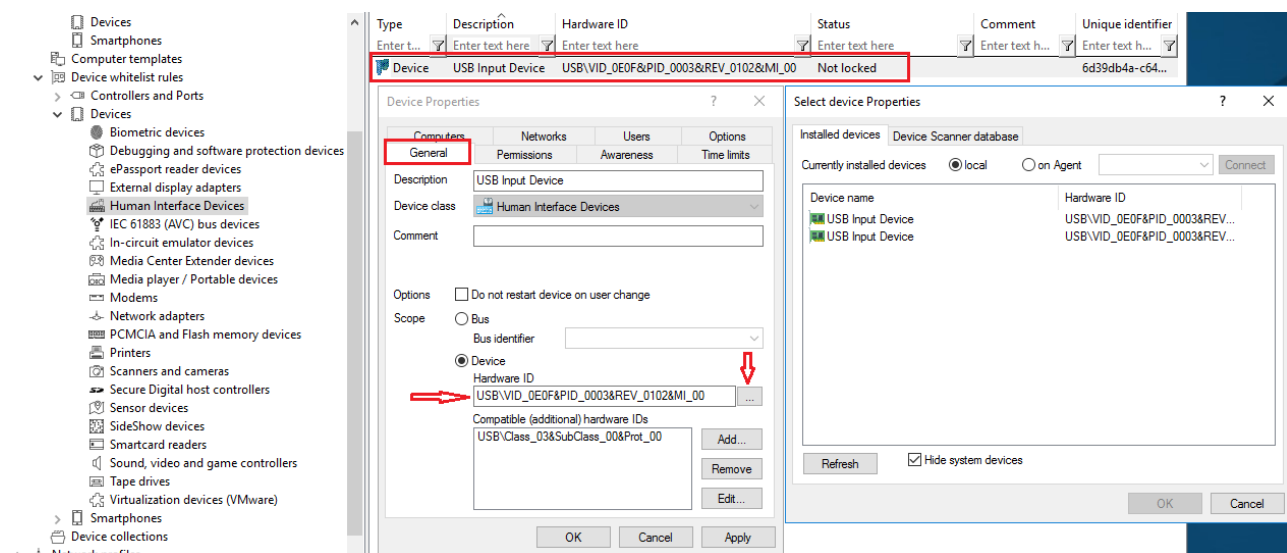 Devices
Smartphones
Computer templates
Device whitelist rules
Controllers and Ports
Devices
Biometric devices
Debugging and software protection devices
ePassport reader devices
External display adapters
Human Interface Devices
IEC 61883 (AVC) bus devices
In-circuit emulator devices
Media Center Extender devices
Media player / Portable devices
Modems
Network adapters
PCMCIA and Flash memory devices
Printers
Scanners and cameras
Secure Digital host controllers
Sensor devices
SideShow devices
Smartcard readers
Sound, video and game controllers
Tape drives
Virtualization devices (VMware)
Smartphones
Device collections
Network profiles
Type Description Hardware ID Status Comment Unique identifier
Enter t... Enter text here Enter text here Enter text here Enter text h... Enter text h...
Device USB Input Device USB\VID_0E0F&PID_0003&REV_0102&MI_00 Not locked 6d39db4a-c64...
Device Properties ? ×
Computers Networks Users Options
General Permissions Awareness Time limits
Description USB Input Device
Device class Human Interface Devices
Comment
Options Do not restart device on user change
Scope Bus
Bus identifier
Device
Hardware ID
USB\VID_0E0F&PID_0003&REV_0102&MI_00 ...
Compatible (additional) hardware IDs
USB\Class_03&SubClass_00&Prot_00
Add...
Remove
Edit...
OK Cancel Apply
Select device Properties ? ×
Installed devices Device Scanner database
Currently installed devices local on Agent Connect
Device name Hardware ID
USB Input Device USB\VID_0E0F&PID_0003&REV...
USB Input Device USB\VID_0E0F&PID_0003&REV...
Refresh Hide system devices
OK Cancel